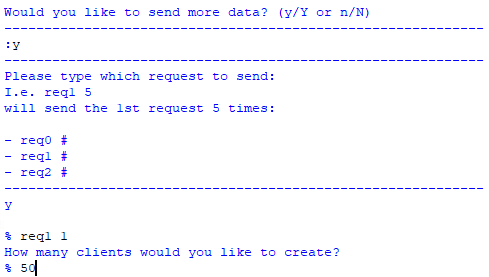 Would you like to send more data? (y/Y or n/N)
------------------------------------------------------------
:y
------------------------------------------------------------
Please type which request to send:
I.e. req1 5
will send the 1st request 5 times:
- req0 #
- req1 #
- req2 #
------------------------------------------------------------
y
% req1 1
How many clients would you like to create?
% 50